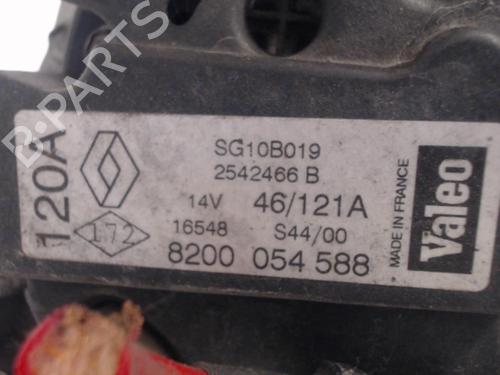 120A
172
SG10B019
2542466 B
14V 46/121A
16548 S44/00
8200 054 588
MADE IN FRANCE
Valeo
B-PARTS